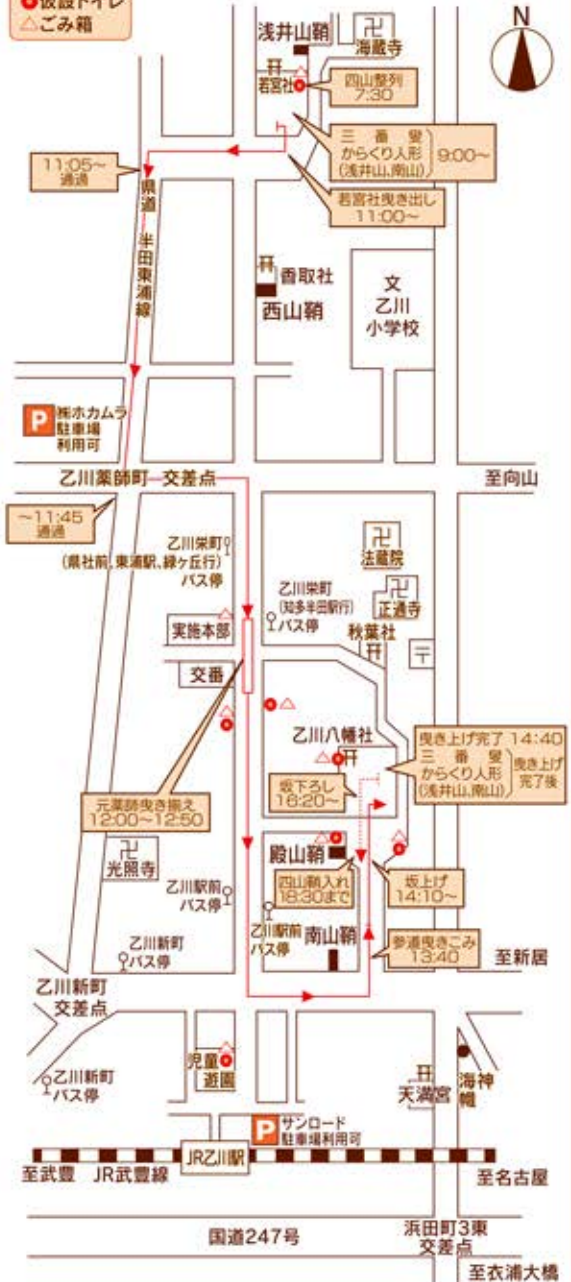 仮設トイレ
ごみ箱
N
浅井山鞘
卍
海蔵寺
若宮社
四山整列
7:30
三番叟
からくり人形
(浅井山、南山)
9:00〜
若宮社曳き出し
11:00〜
11:05〜
通過
県道 半田東浦線
香取社
西山鞘
文
乙川
小学校
P
㈱ホカムラ
駐車場
利用可
乙川薬師町 交差点
至向山
〜11:45
通過
乙川栄町
(県社前、東浦駅、緑ヶ丘行)
バス停
乙川栄町
(知多半田駅行)
バス停
卍
法蔵院
卍
正通寺
秋葉社
〒
実施本部
交番
乙川八幡社
曳き上げ完了 14:40
三番叟
からくり人形
(浅井山、南山)
曳き上げ
完了後
坂下ろし
16:20〜
元薬師曳き揃え
12:00〜12:50
卍
光照寺
殿山鞘
四山鞘入れ
18:30まで
坂上げ
14:10〜
乙川駅前
バス停
乙川駅前
バス停
南山鞘
参道曳きこみ
13:40
至新居
乙川新町
バス停
乙川新町
交差点
乙川新町
バス停
児童
遊園
天満宮
海神
幟
P
サンロード
駐車場利用可
JR乙川駅
至武豊
JR武豊線
至名古屋
国道247号
浜田町3東
交差点
至衣浦大橋